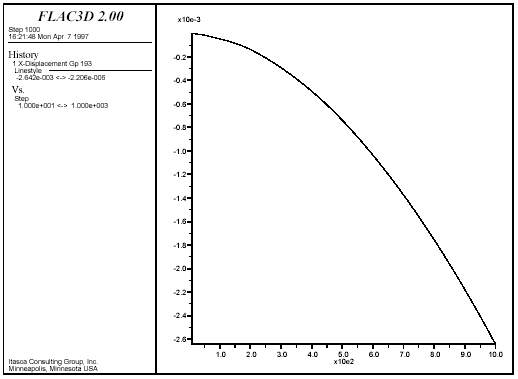 FLAC3D 2.00
Step 1000
16:21:48 Mon Apr 7 1997
History
1 X-Displacement Gp 193
Linestyle
-2.642e-003 <-> -2.206e-005
Vs.
Step
1.000e+001 <-> 1.000e+003
Itasca Consulting Group, Inc.
Minneapolis, Minnesota USA
x10e-3
-0.2
-0.4
-0.6
-0.8
-1.0
-1.2
-1.4
-1.6
-1.8
-2.0
-2.2
-2.4
-2.6
1.0 2.0 3.0 4.0 5.0 6.0 7.0 8.0 9.0 10.0
x10e2